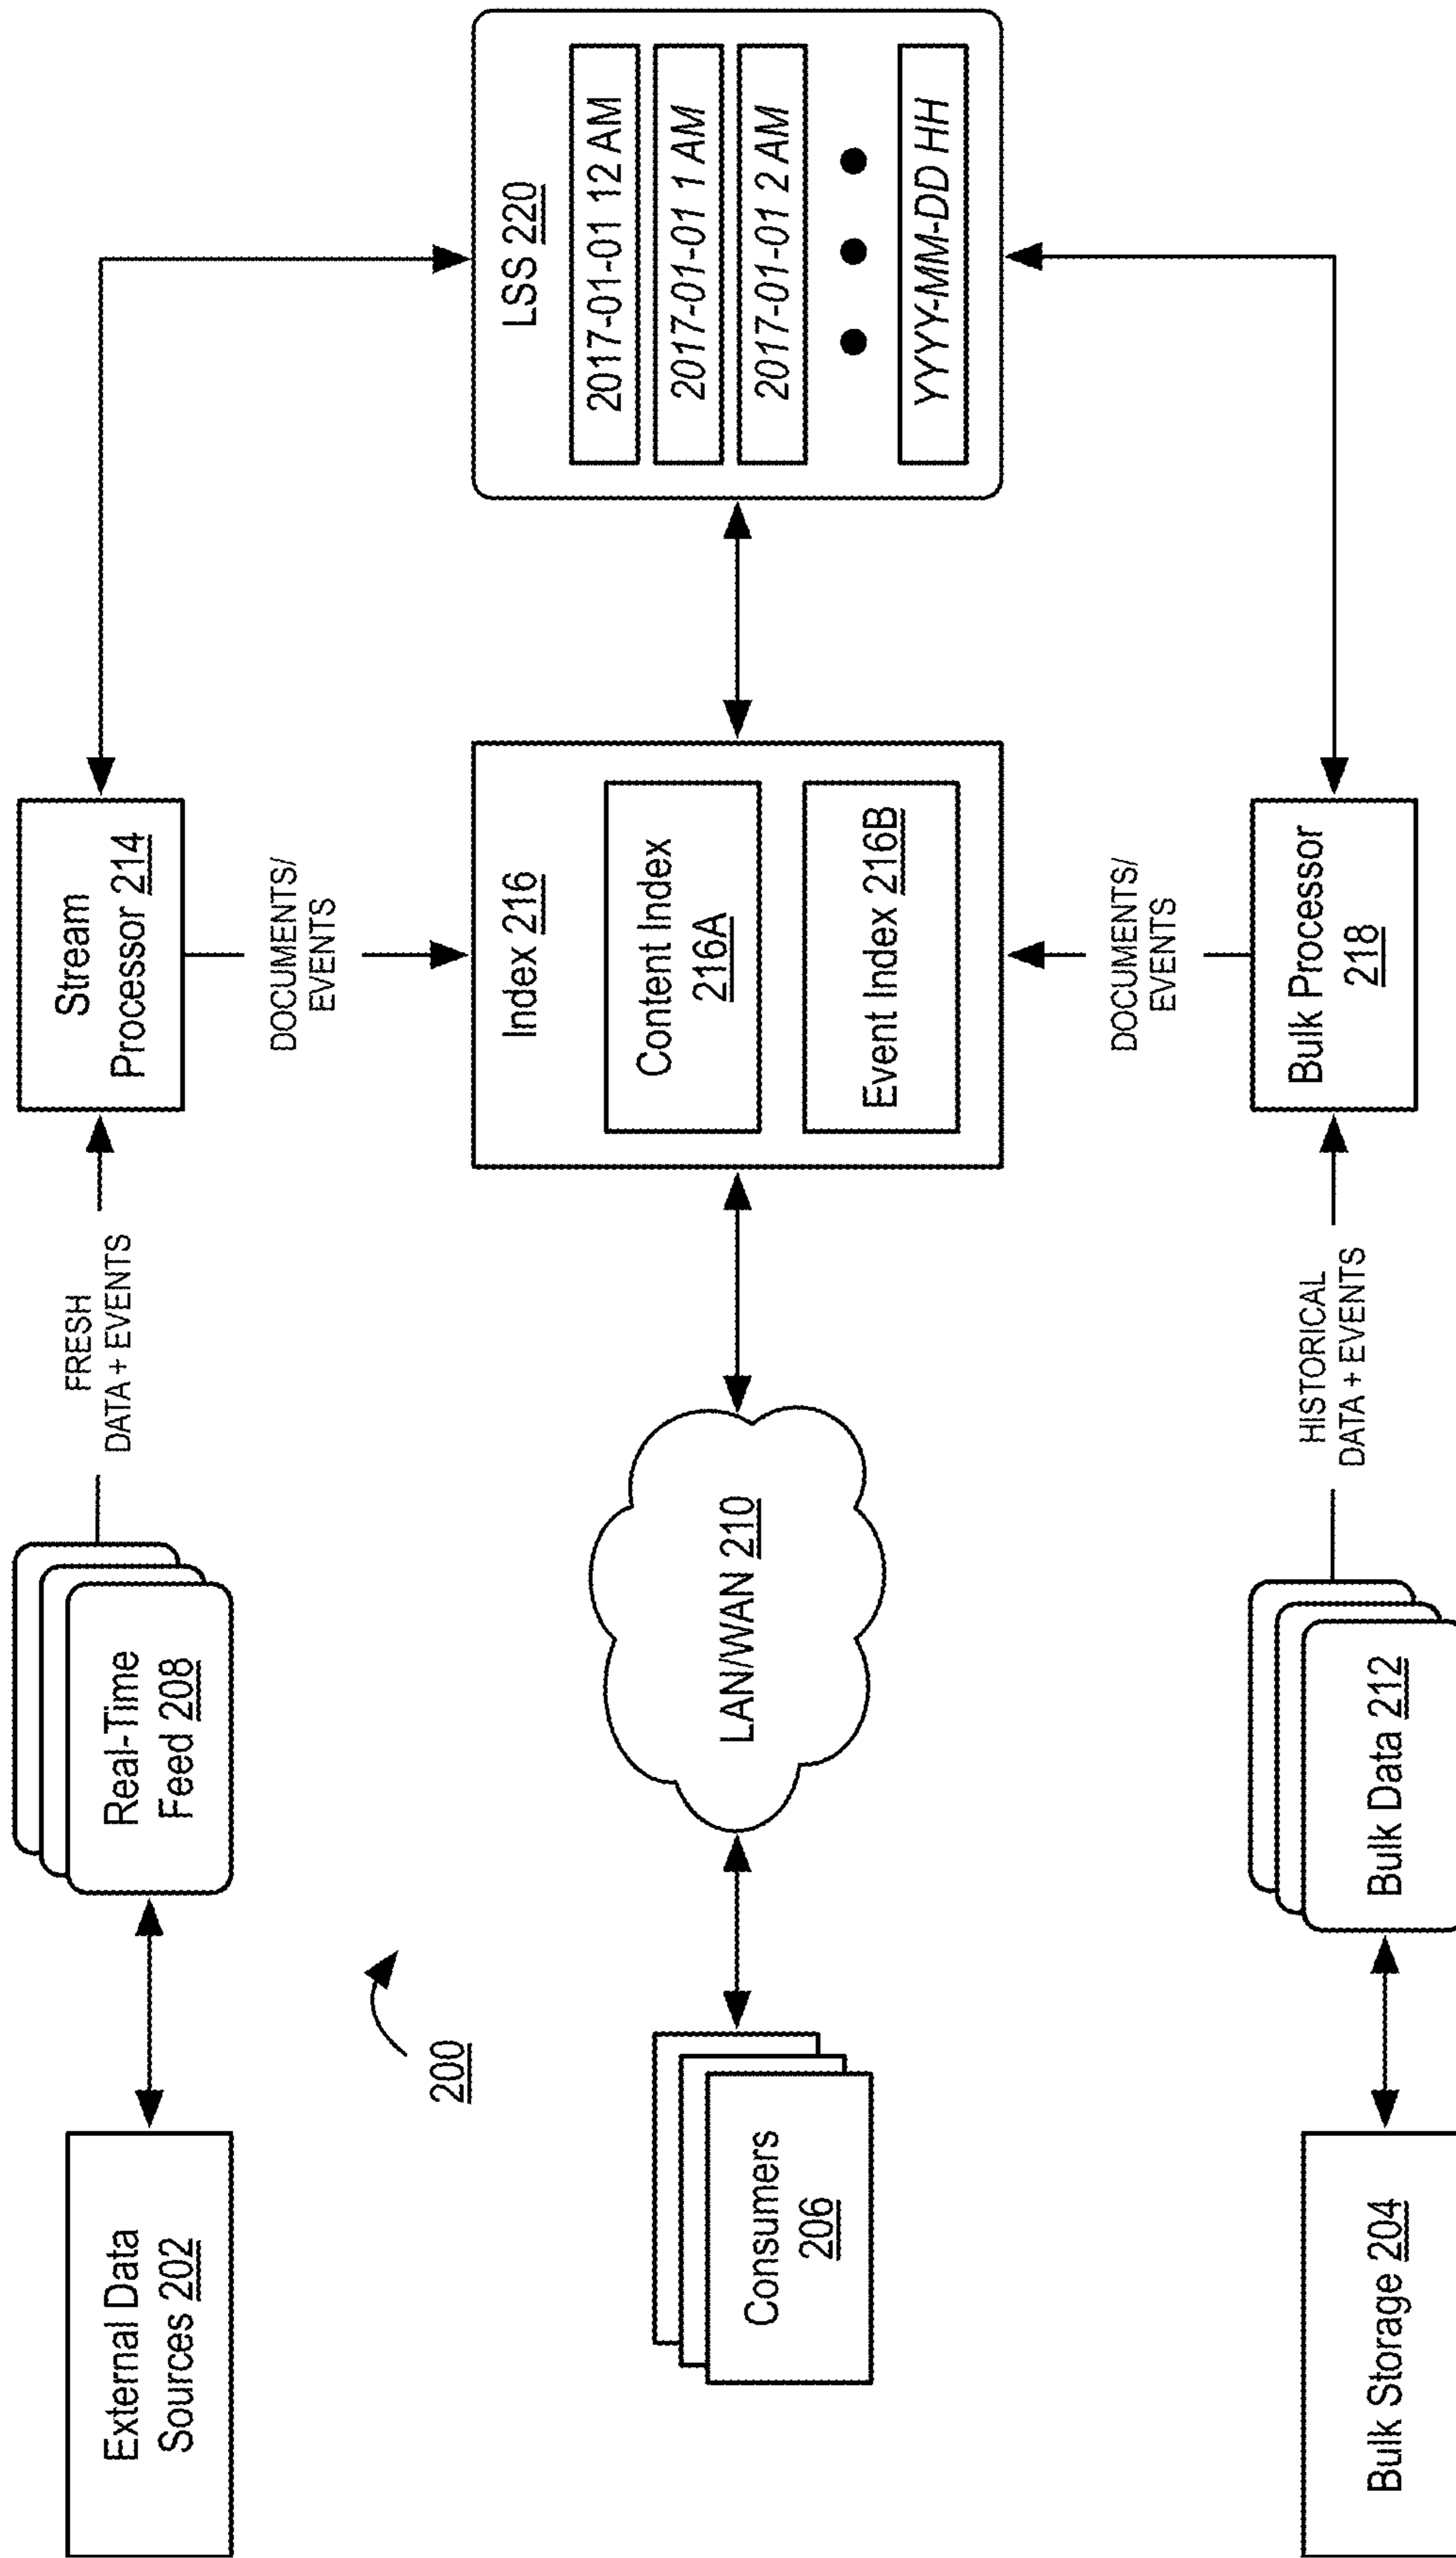 External Data
Sources 202
Real-Time
Feed 208
FRESH
DATA + EVENTS
Stream
Processor 214
DOCUMENTS/
EVENTS
200
Consumers
206
LAN/WAN 210
Index 216
Content Index
216A
Event Index 216B
LSS 220
2017-01-01 12 AM
2017-01-01 1 AM
2017-01-01 2 AM
YYYY-MM-DD HH
Bulk Storage 204
Bulk Data 212
HISTORICAL
DATA + EVENTS
Bulk Processor
218
DOCUMENTS/
EVENTS